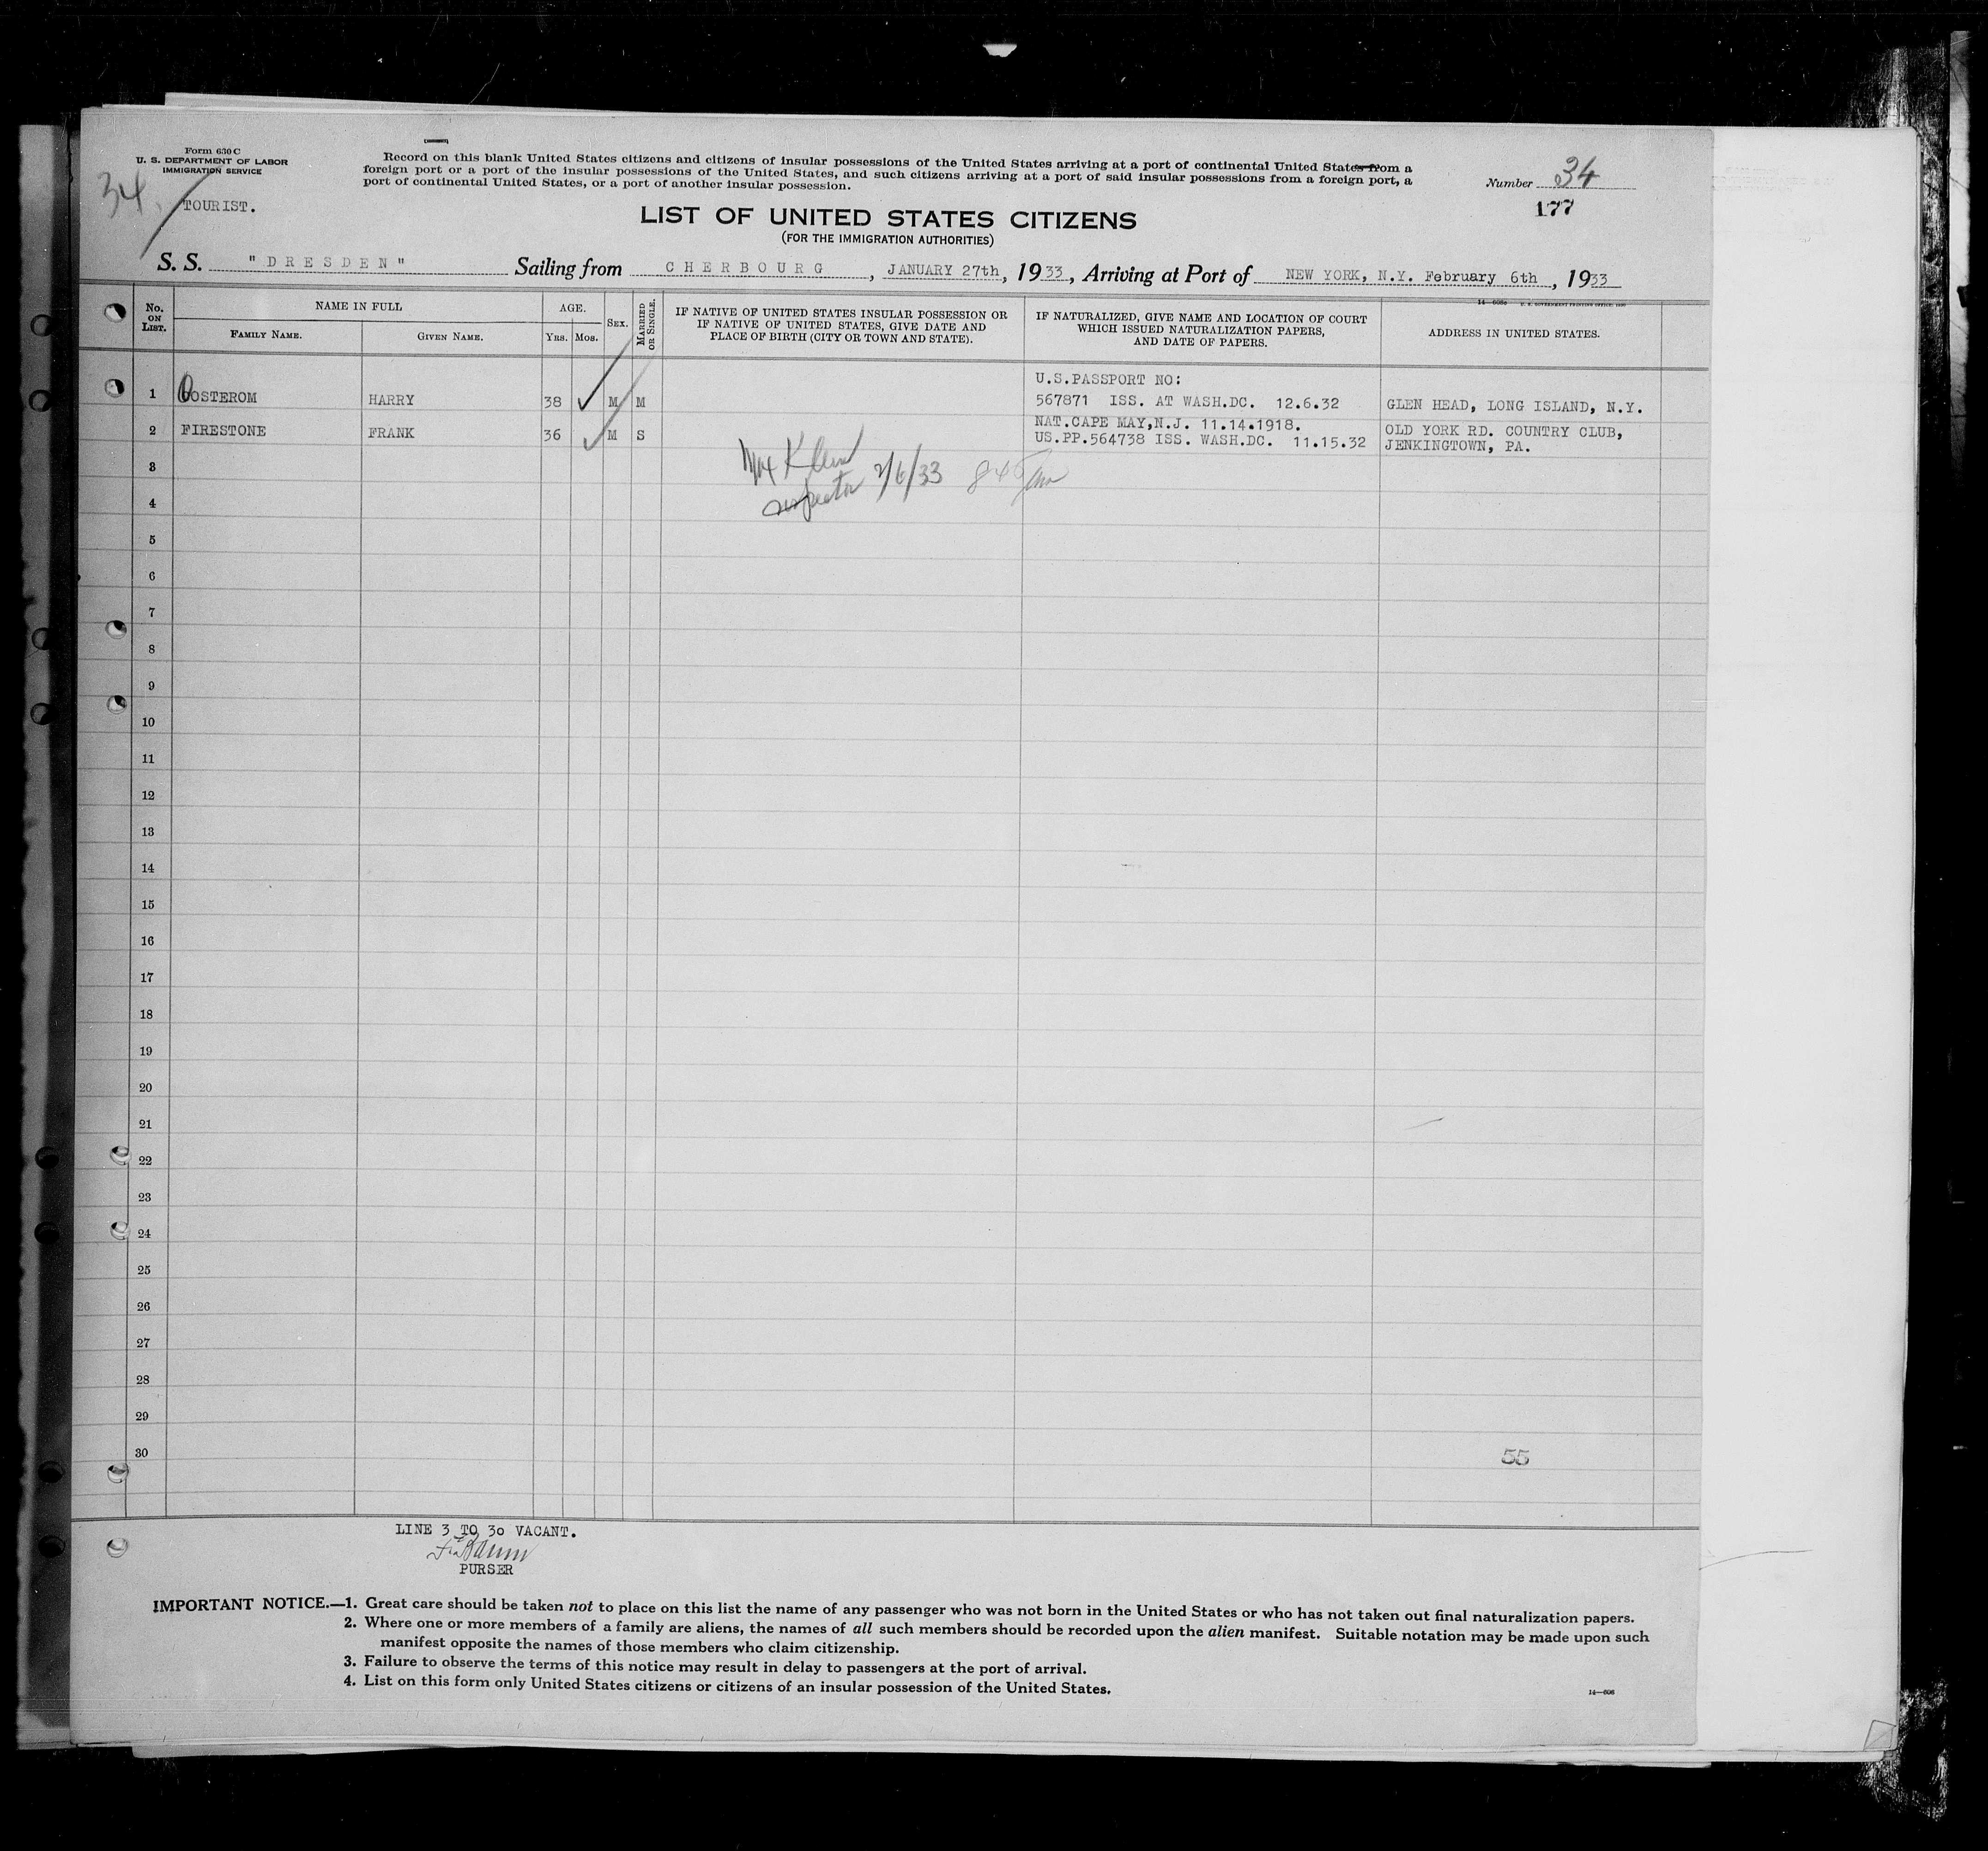 Form 630 C
U. S. DEPARTMENT OF LABOR
IMMIGRATION SERVICE
34
TOURIST.
Record on this blank United States citizens and citizens of insular possessions of the United States arriving at a port of continental United States from a
foreign port or a port of the insular possessions of the United States, and such citizens arriving at a port of said insular possessions from a foreign port, a
port of continental United States, or a port of another insular possession.
Number 34
177
LIST OF UNITED STATES CITIZENS
(FOR THE IMMIGRATION AUTHORITIES)
S. S. "DRESDEN" Sailing from CHERBOURG, JANUARY 27th, 1933, Arriving at Port of NEW YORK, N.Y. February 6th, 1933
No. ON LIST.
NAME IN FULL
FAMILY NAME.
GIVEN NAME.
AGE.
YRS.
MOS.
SEX.
MARRIED OR SINGLE.
IF NATIVE OF UNITED STATES INSULAR POSSESSION OR
IF NATIVE OF UNITED STATES, GIVE DATE AND
PLACE OF BIRTH (CITY OR TOWN AND STATE).
IF NATURALIZED, GIVE NAME AND LOCATION OF COURT
WHICH ISSUED NATURALIZATION PAPERS,
AND DATE OF PAPERS.
ADDRESS IN UNITED STATES.
U.S.PASSPORT NO:
1 OOSTEROM HARRY 38 M M 567871 ISS. AT WASH.DC. 12.6.32 GLEN HEAD, LONG ISLAND, N.Y.
NAT.CAPE MAY,N.J. 11.14.1918. OLD YORK RD. COUNTRY CLUB,
2 FIRESTONE FRANK 36 M S US.PP.564738 ISS. WASH.DC. 11.15.32 JENKINGTOWN, PA.
Max Klein
Inspector 2/6/33
3
4
5
6
7
8
9
10
11
12
13
14
15
16
17
18
19
20
21
22
23
24
25
26
27
28
29
30
55
LINE 3 TO 30 VACANT.
PURSER
IMPORTANT NOTICE.—1. Great care should be taken not to place on this list the name of any passenger who was not born in the United States or who has not taken out final naturalization papers.
2. Where one or more members of a family are aliens, the names of all such members should be recorded upon the alien manifest. Suitable notation may be made upon such
manifest opposite the names of those members who claim citizenship.
3. Failure to observe the terms of this notice may result in delay to passengers at the port of arrival.
4. List on this form only United States citizens or citizens of an insular possession of the United States.
14—606